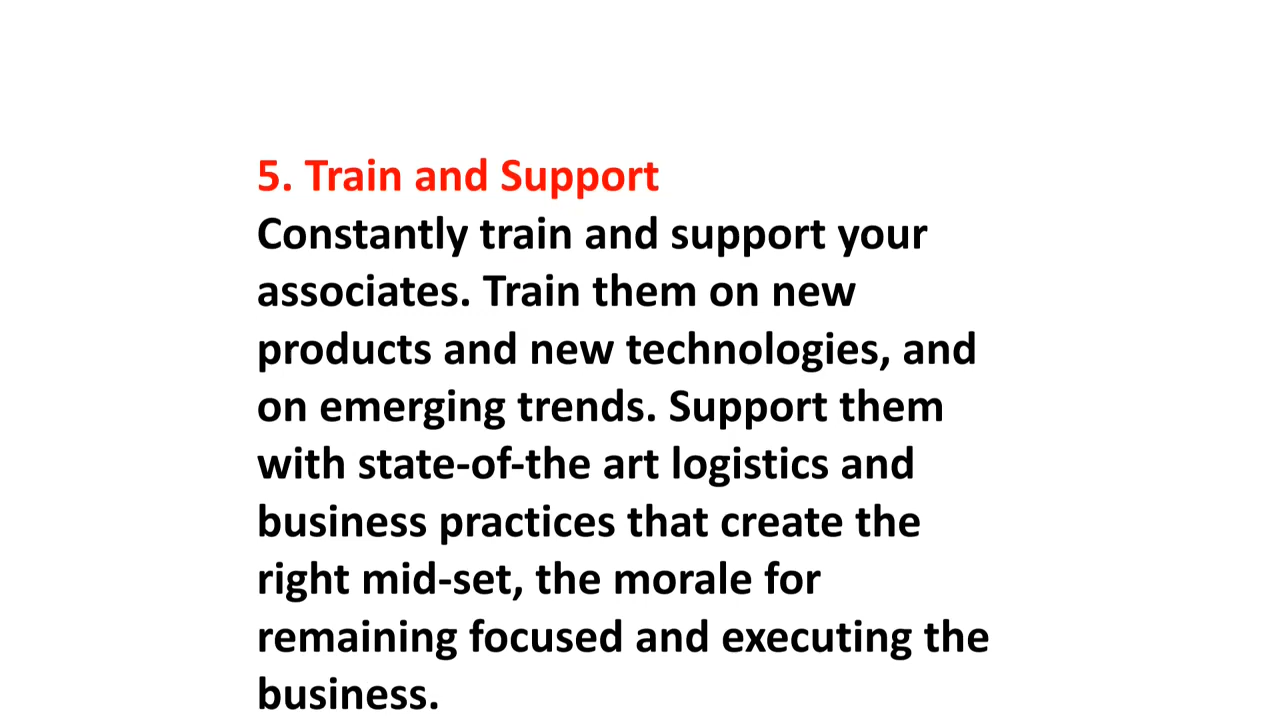 5. Train and Support
Constantly train and support your
associates. Train them on new
products and new technologies, and
on emerging trends. Support them
with state-of-the art logistics and
business practices that create the
right mid-set, the morale for
remaining focused and executing the
business.